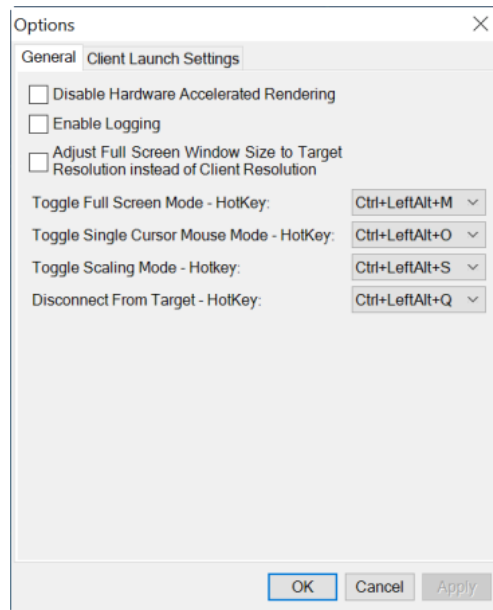 Options
General Client Launch Settings
Disable Hardware Accelerated Rendering
Enable Logging
Adjust Full Screen Window Size to Target
Resolution instead of Client Resolution
Toggle Full Screen Mode - HotKey: Ctrl+LeftAlt+M
Toggle Single Cursor Mouse Mode - HotKey: Ctrl+LeftAlt+O
Toggle Scaling Mode - Hotkey: Ctrl+LeftAlt+S
Disconnect From Target - HotKey: Ctrl+LeftAlt+Q
OK Cancel Apply